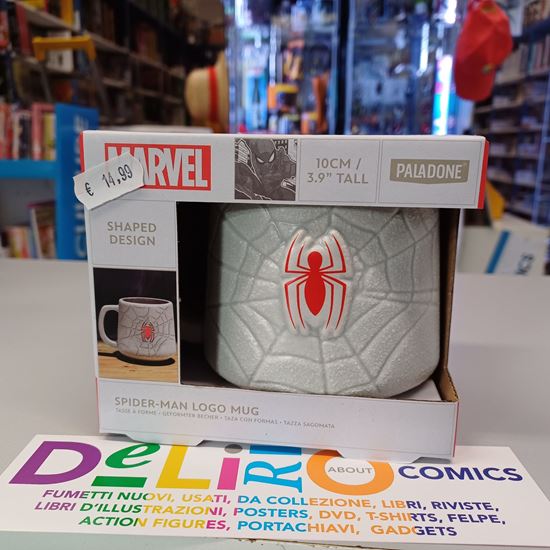 € 14,99
MARVEL
10CM /
3.9" TALL
PALADONE
SHAPED
DESIGN
SPIDER-MAN LOGO MUG
TASSE À FORME • GEFORMTER BECHER • TAZA CON FORMAS • TAZZA SAGOMATA
DeLiRiO ABOUT COMICS
FUMETTI NUOVI, USATI, DA COLLEZIONE, LIBRI, RIVISTE,
LIBRI D'ILLUSTRAZIONI, POSTERS, DVD, T-SHIRTS, FELPE,
ACTION FIGURES, PORTACHIAVI, GADGETS